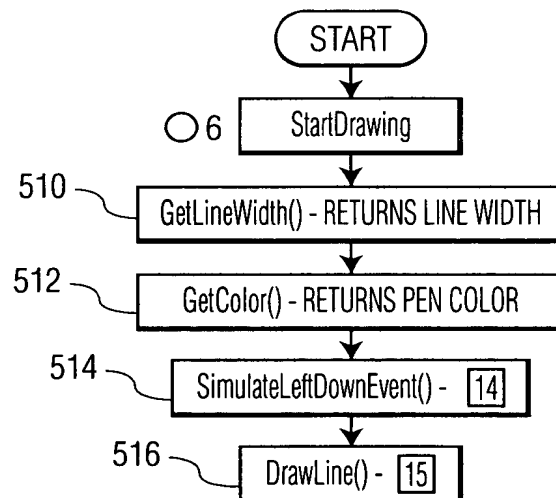 START
6 StartDrawing
510 GetLineWidth() - RETURNS LINE WIDTH
512 GetColor() - RETURNS PEN COLOR
514 SimulateLeftDownEvent() - 14
516 DrawLine() - 15